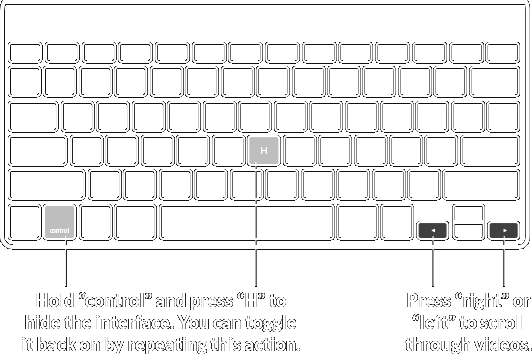 H
control
◄
►
Hold “control” and press “H” to
hide the interface. You can toggle
it back on by repeating this action.
Press “right” or
“left” to scroll
through videos.